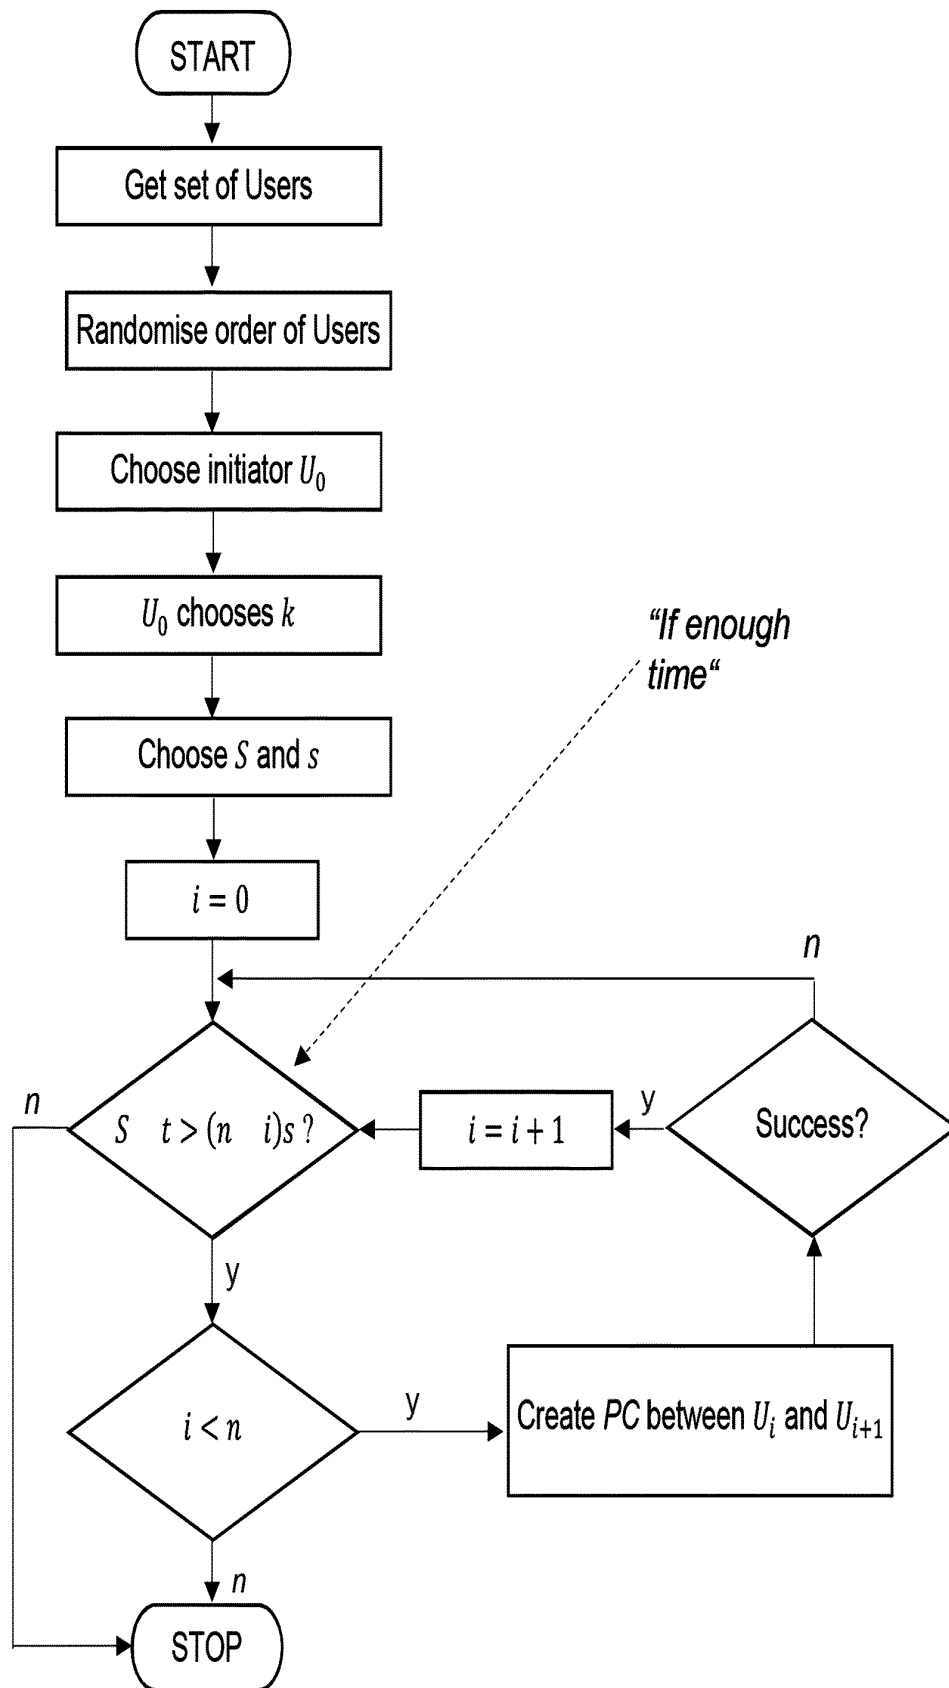 START
Get set of Users
Randomise order of Users
Choose initiator U₀
U₀ chooses k
“If enough
time“
Choose S and s
i = 0
n
n
S t > (n i)s ?
i = i + 1
y
Success?
y
i < n
y
Create PC between Uᵢ and Uᵢ₊₁
n
STOP